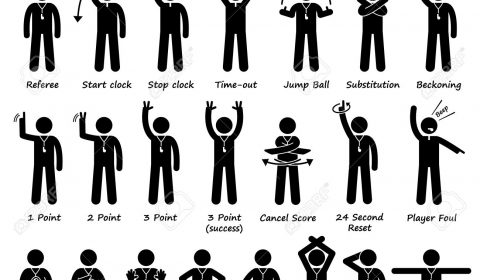 Referee Start clock Stop clock Time-out Jump Ball Substitution Beckoning
Beep
1 Point 2 Point 3 Point 3 Point Cancel Score 24 Second Player Foul
(success) Reset